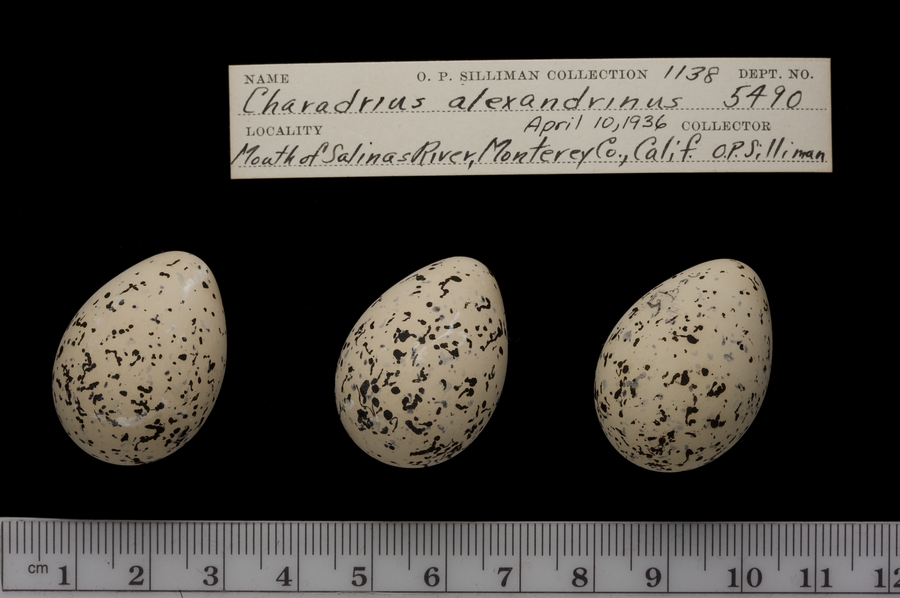 NAME O. P. SILLIMAN COLLECTION 1138 DEPT. NO.
Charadrius alexandrinus 5490
LOCALITY April 10, 1936 COLLECTOR
Mouth of Salinas River, Monterey Co., Calif. O.P. Silliman
cm 1 2 3 4 5 6 7 8 9 10 11 12